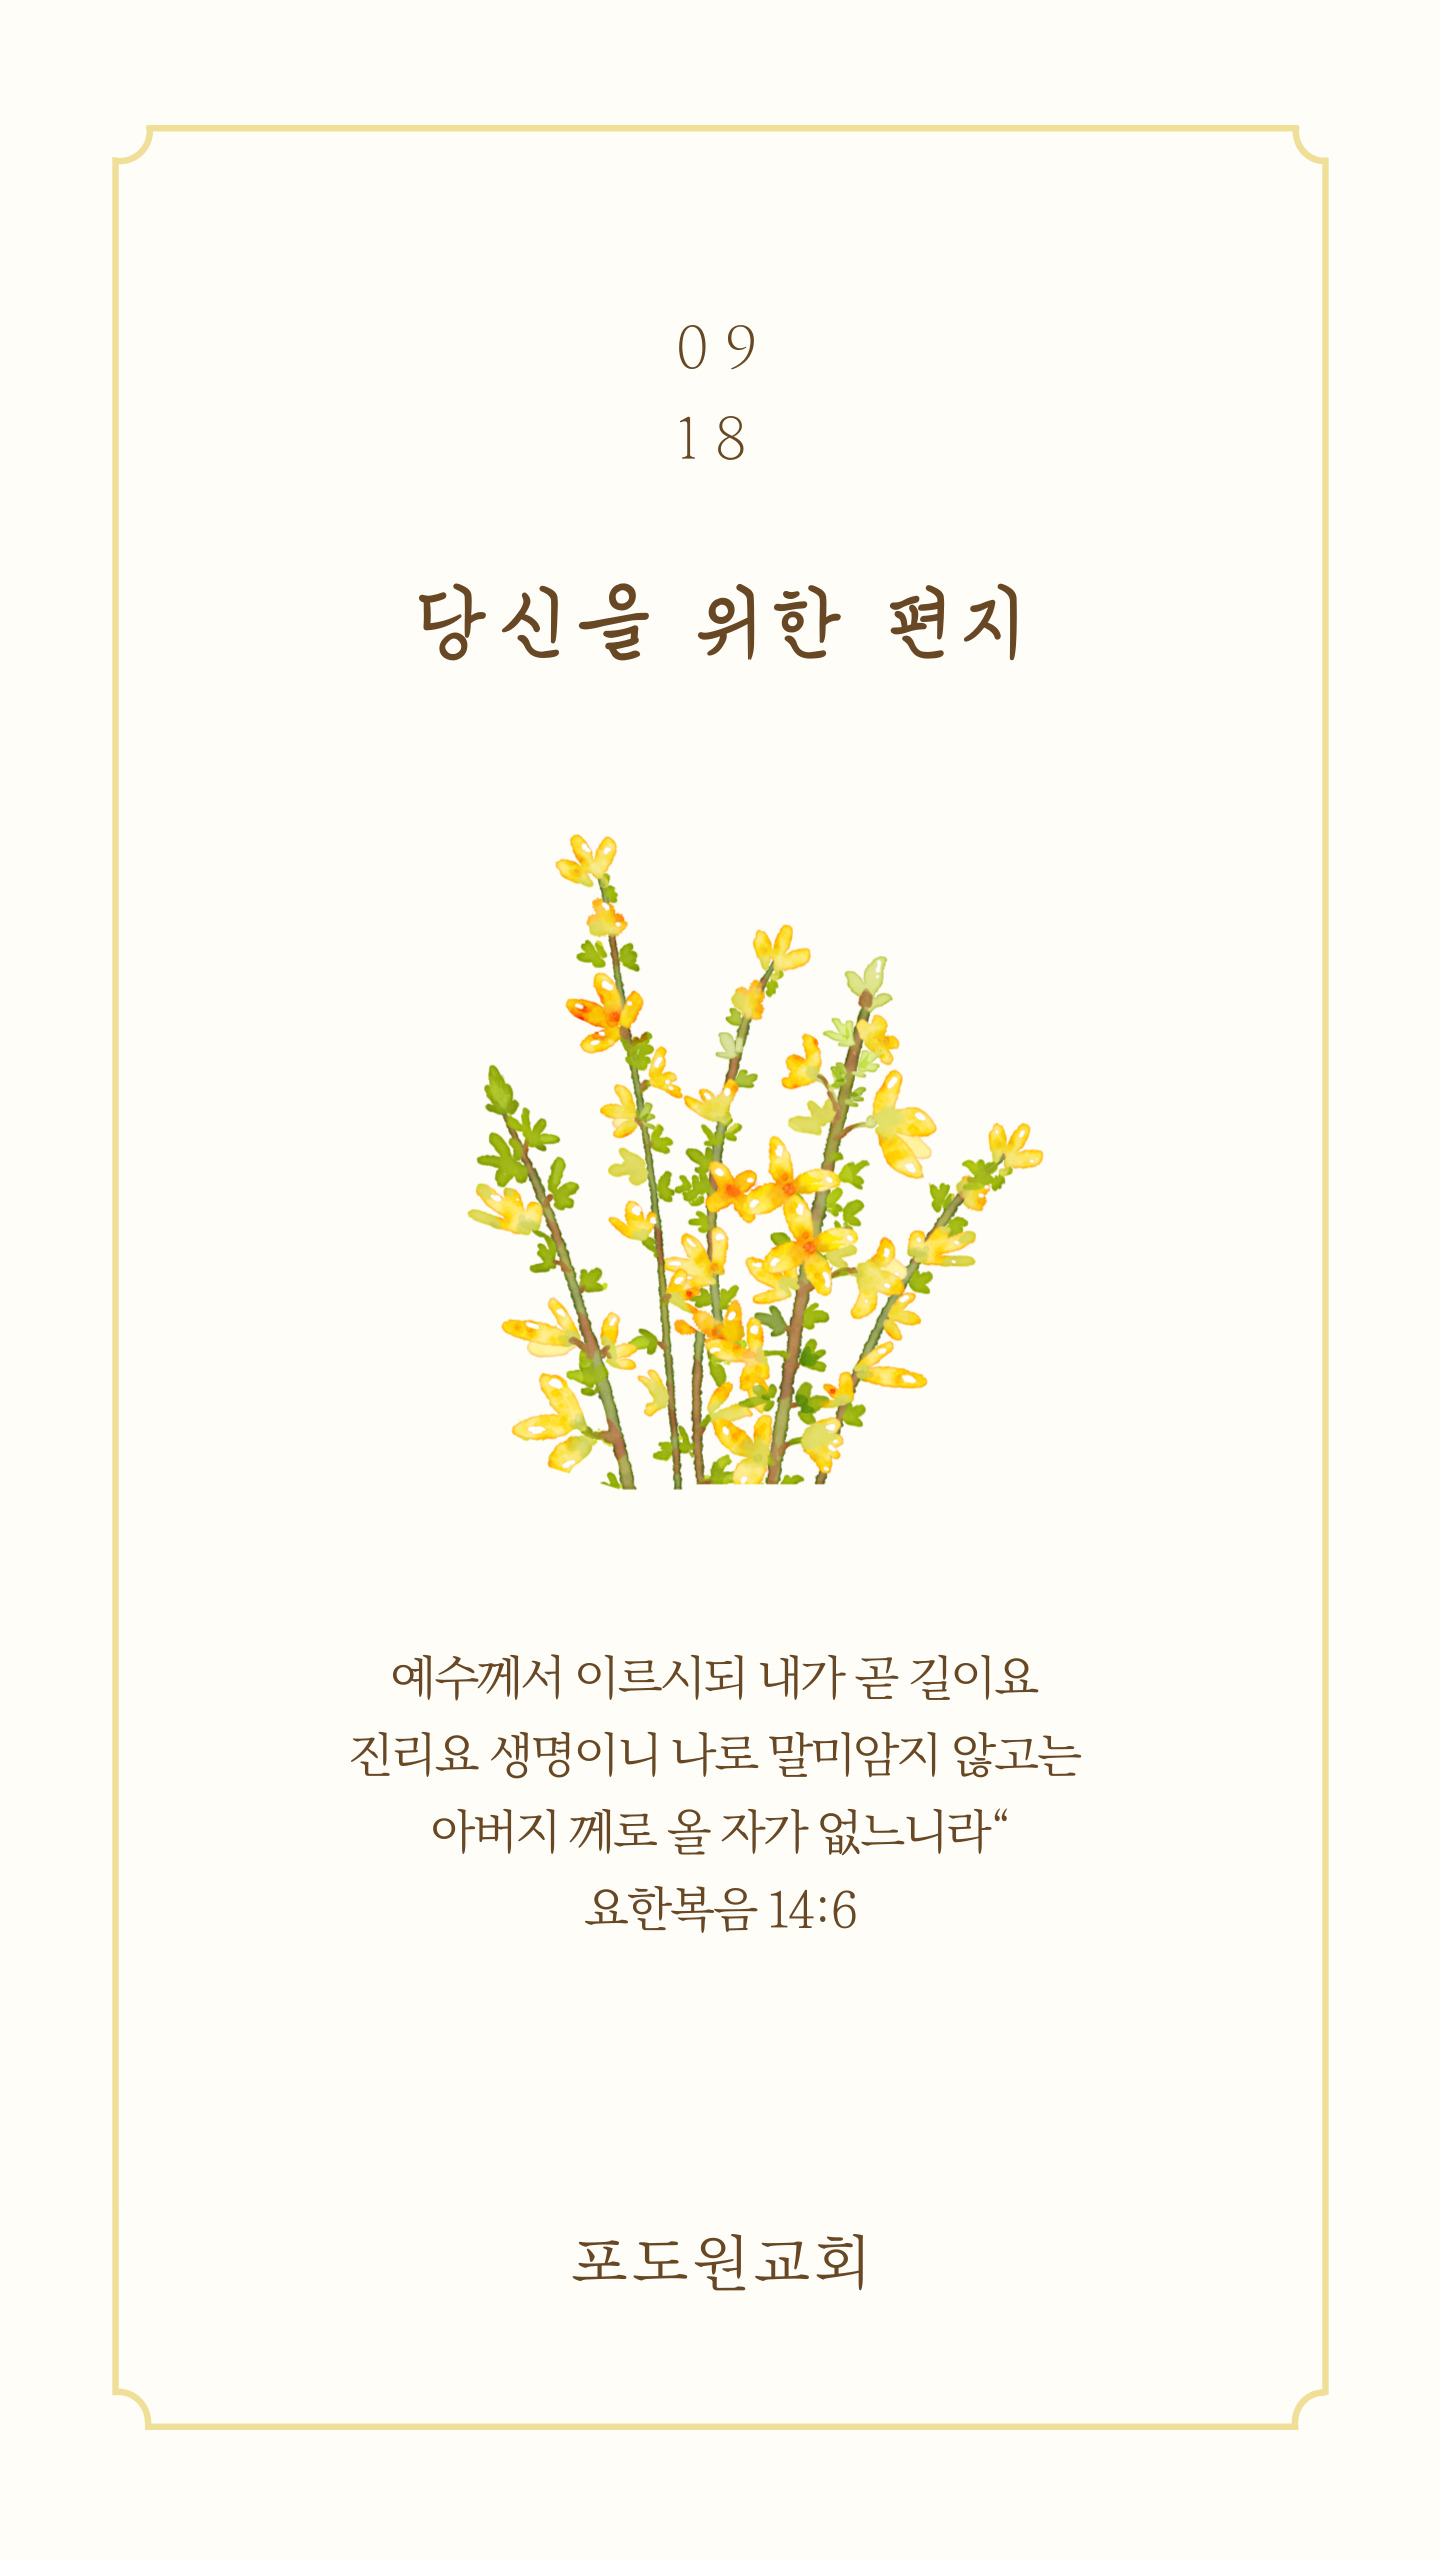 09
18
당신을 위한 편지
예수께서 이르시되 내가 곧 길이요
진리요 생명이니 나로 말미암지 않고는
아버지 께로 올 자가 없느니라“
요한복음 14:6
포도원교회